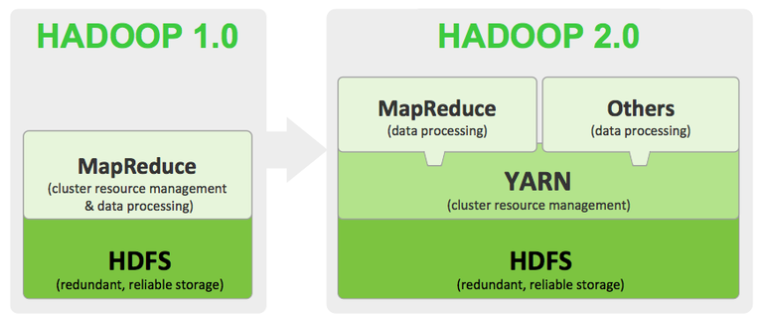 HADOOP 1.0
MapReduce
(cluster resource management
& data processing)
HDFS
(redundant, reliable storage)
HADOOP 2.0
MapReduce
(data processing)
Others
(data processing)
YARN
(cluster resource management)
HDFS
(redundant, reliable storage)